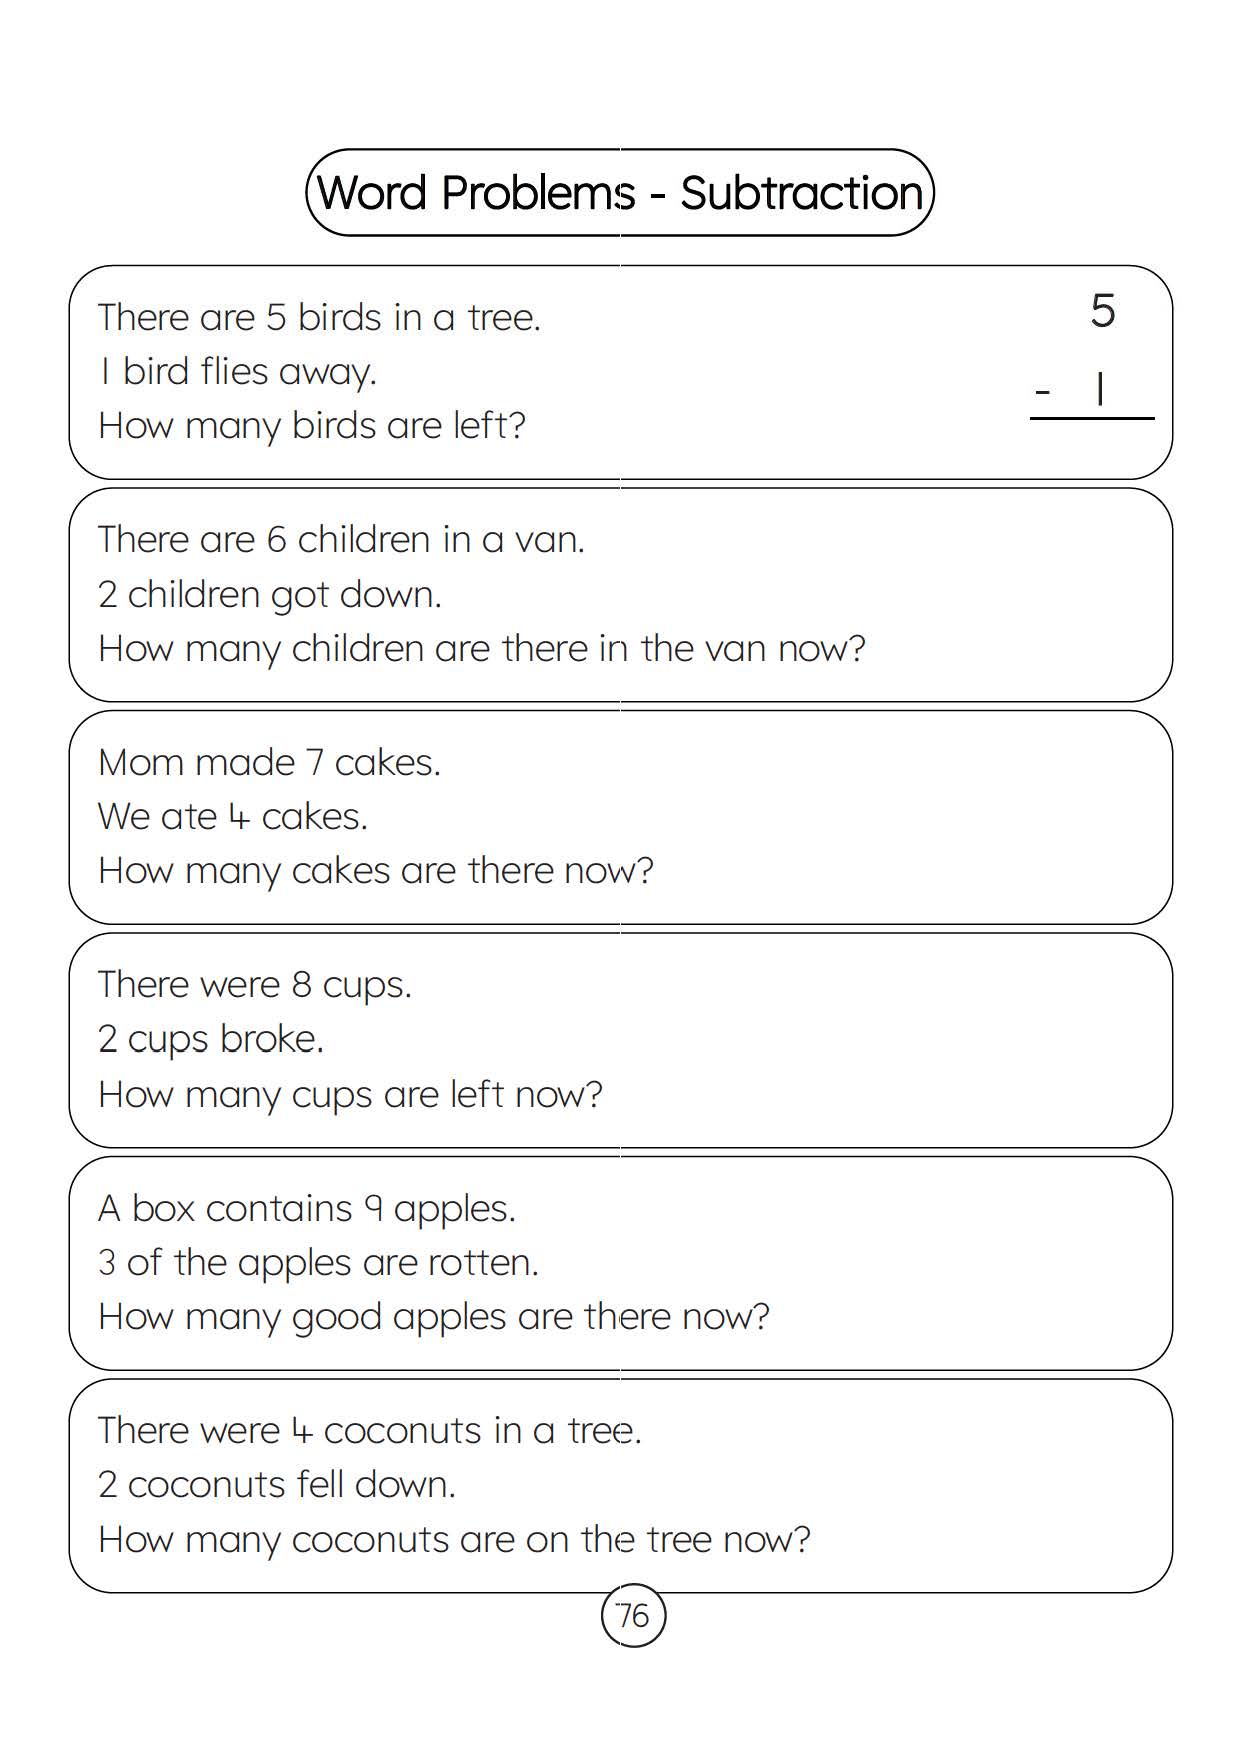 Word Problems - Subtraction
There are 5 birds in a tree.
1 bird flies away.
How many birds are left?
5
- 1
There are 6 children in a van.
2 children got down.
How many children are there in the van now?
Mom made 7 cakes.
We ate 4 cakes.
How many cakes are there now?
There were 8 cups.
2 cups broke.
How many cups are left now?
A box contains 9 apples.
3 of the apples are rotten.
How many good apples are there now?
There were 4 coconuts in a tree.
2 coconuts fell down.
How many coconuts are on the tree now?
76